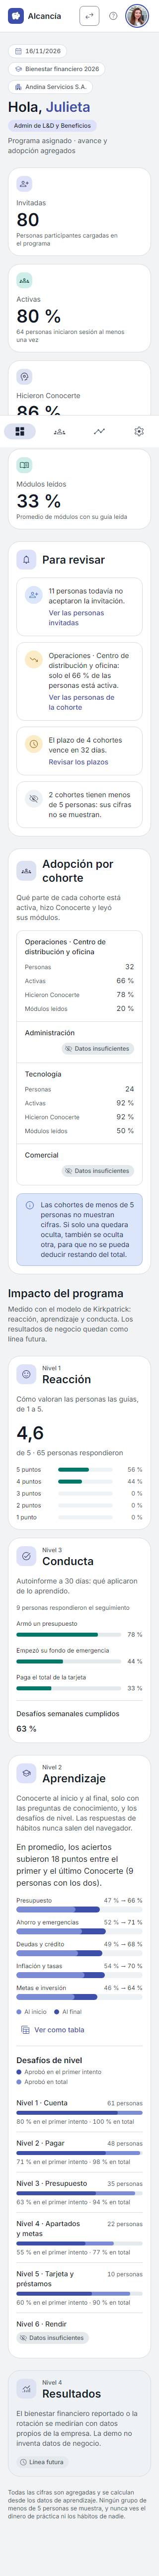 Alcancía
16/11/2026
Bienestar financiero 2026
Andina Servicios S.A.
Hola, Julieta
Admin de L&D y Beneficios
Programa asignado · avance y
adopción agregados
Invitadas
80
Personas participantes cargadas en
el programa
Activas
80 %
64 personas iniciaron sesión al menos
una vez
Hicieron Conocerte
86 %
Módulos leídos
33 %
Promedio de módulos con su guía leída
Para revisar
11 personas todavía no
aceptaron la invitación.
Ver las personas
invitadas
Operaciones · Centro de
distribución y oficina:
solo el 66 % de las
personas está activa.
Ver las personas de
la cohorte
El plazo de 4 cohortes
vence en 32 días.
Revisar los plazos
2 cohortes tienen menos
de 5 personas: sus cifras
no se muestran.
Adopción por
cohorte
Qué parte de cada cohorte está
activa, hizo Conocerte y leyó
sus módulos.
Operaciones · Centro de
distribución y oficina
Personas 32
Activas 66 %
Hicieron Conocerte 78 %
Módulos leídos 20 %
Administración
Datos insuficientes
Tecnología
Personas 24
Activas 92 %
Hicieron Conocerte 92 %
Módulos leídos 50 %
Comercial
Datos insuficientes
Las cohortes de menos de 5
personas no muestran
cifras. Si solo una quedara
oculta, también se oculta
otra, para que no se pueda
deducir restando del total.
Impacto del programa
Medido con el modelo de Kirkpatrick:
reacción, aprendizaje y conducta. Los
resultados de negocio quedan como
línea futura.
Nivel 1
Reacción
Cómo valoran las personas las guías,
de 1 a 5.
4,6
de 5 · 65 personas respondieron
5 puntos 56 %
4 puntos 44 %
3 puntos 0 %
2 puntos 0 %
1 punto 0 %
Nivel 3
Conducta
Autoinforme a 30 días: qué aplicaron
de lo aprendido.
9 personas respondieron el seguimiento
Armó un presupuesto
78 %
Empezó su fondo de emergencia
44 %
Paga el total de la tarjeta
33 %
Desafíos semanales cumplidos
63 %
Nivel 2
Aprendizaje
Conocerte al inicio y al final, solo con
las preguntas de conocimiento, y los
desafíos de nivel. Las respuestas de
hábitos nunca salen del navegador.
En promedio, los aciertos
subieron 18 puntos entre el
primer y el último Conocerte (9
personas con los dos).
Presupuesto 47 % → 66 %
Ahorro y emergencias 52 % → 71 %
Deudas y crédito 49 % → 68 %
Inflación y tasas 54 % → 70 %
Metas e inversión 46 % → 64 %
Al inicio Al final
Ver como tabla
Desafíos de nivel
Aprobó en el primer intento
Aprobó en total
Nivel 1 · Cuenta 61 personas
80 % en el primer intento · 100 % en total
Nivel 2 · Pagar 48 personas
71 % en el primer intento · 98 % en total
Nivel 3 · Presupuesto 35 personas
63 % en el primer intento · 94 % en total
Nivel 4 · Apartados
y metas 22 personas
55 % en el primer intento · 77 % en total
Nivel 5 · Tarjeta y
préstamos 10 personas
60 % en el primer intento · 90 % en total
Nivel 6 · Rendir
Datos insuficientes
Nivel 4
Resultados
El bienestar financiero reportado o la
rotación se medirían con datos
propios de la empresa. La demo no
inventa datos de negocio.
Línea futura
Todas las cifras son agregadas y se calculan
desde los datos de aprendizaje. Ningún grupo de
menos de 5 personas se muestra, y nunca ves el
dinero de práctica ni los hábitos de nadie.